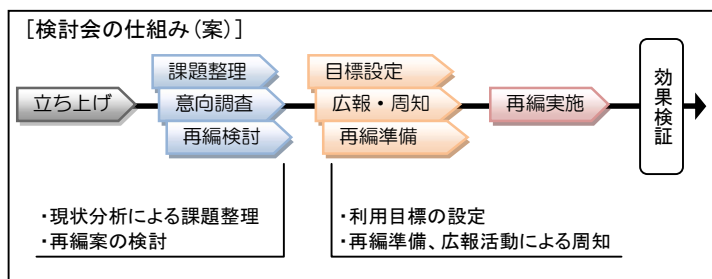 [検討会の仕組み(案)]
立ち上げ
課題整理
意向調査
再編検討
目標設定
広報・周知
再編準備
再編実施
効果検証
・現状分析による課題整理
・再編案の検討
・利用目標の設定
・再編準備、広報活動による周知